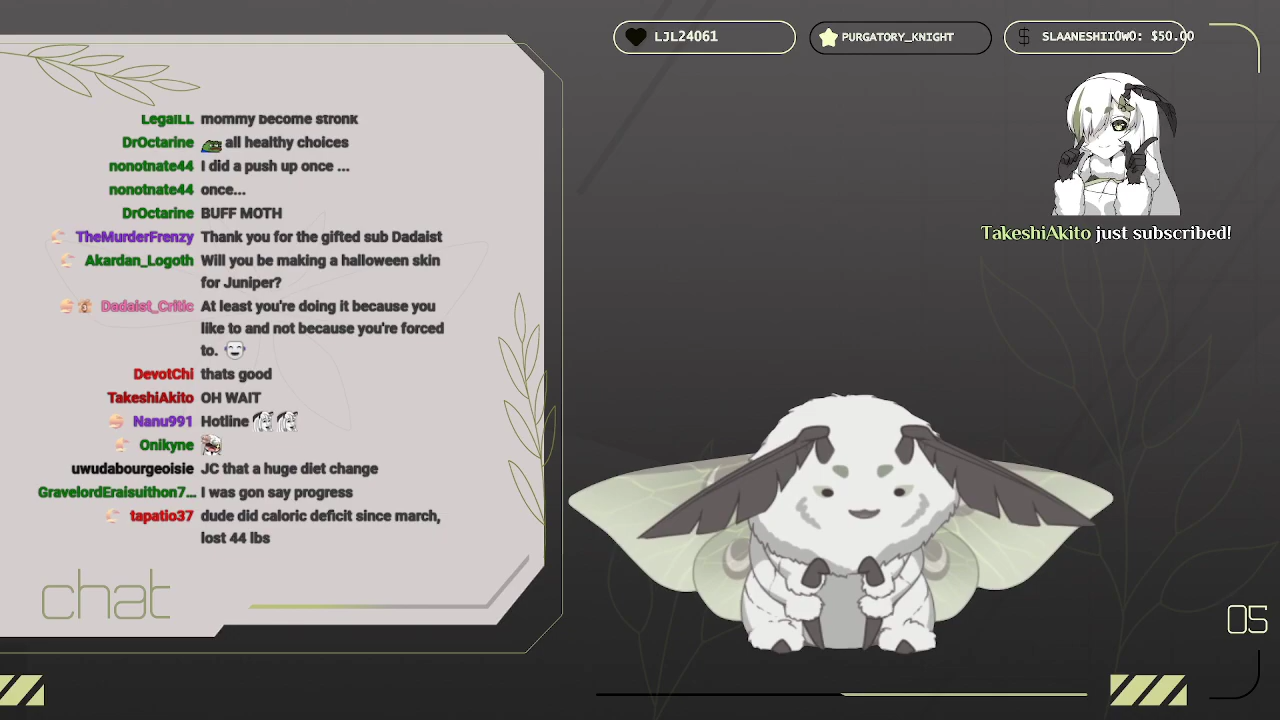 LJL24061
PURGATORY_KNIGHT
$ SLAANESHII0W0: $50.00
TakeshiAkito just subscribed!
LegalLL mommy become stronk
DrOctarine all healthy choices
nonotnate44 I did a push up once ...
nonotnate44 once...
DrOctarine BUFF MOTH
TheMurderFrenzy Thank you for the gifted sub Dadaist
Akardan_Logoth Will you be making a halloween skin
for Juniper?
Dadaist_Critic At least you're doing it because you
like to and not because you're forced
to.
DevotChi thats good
TakeshiAkito OH WAIT
Nanu991 Hotline
Onikyne
uwudabourgeoisie JC that a huge diet change
GravelordEraisuithon7... I was gon say progress
tapatio37 dude did caloric deficit since march,
lost 44 lbs
chat
05